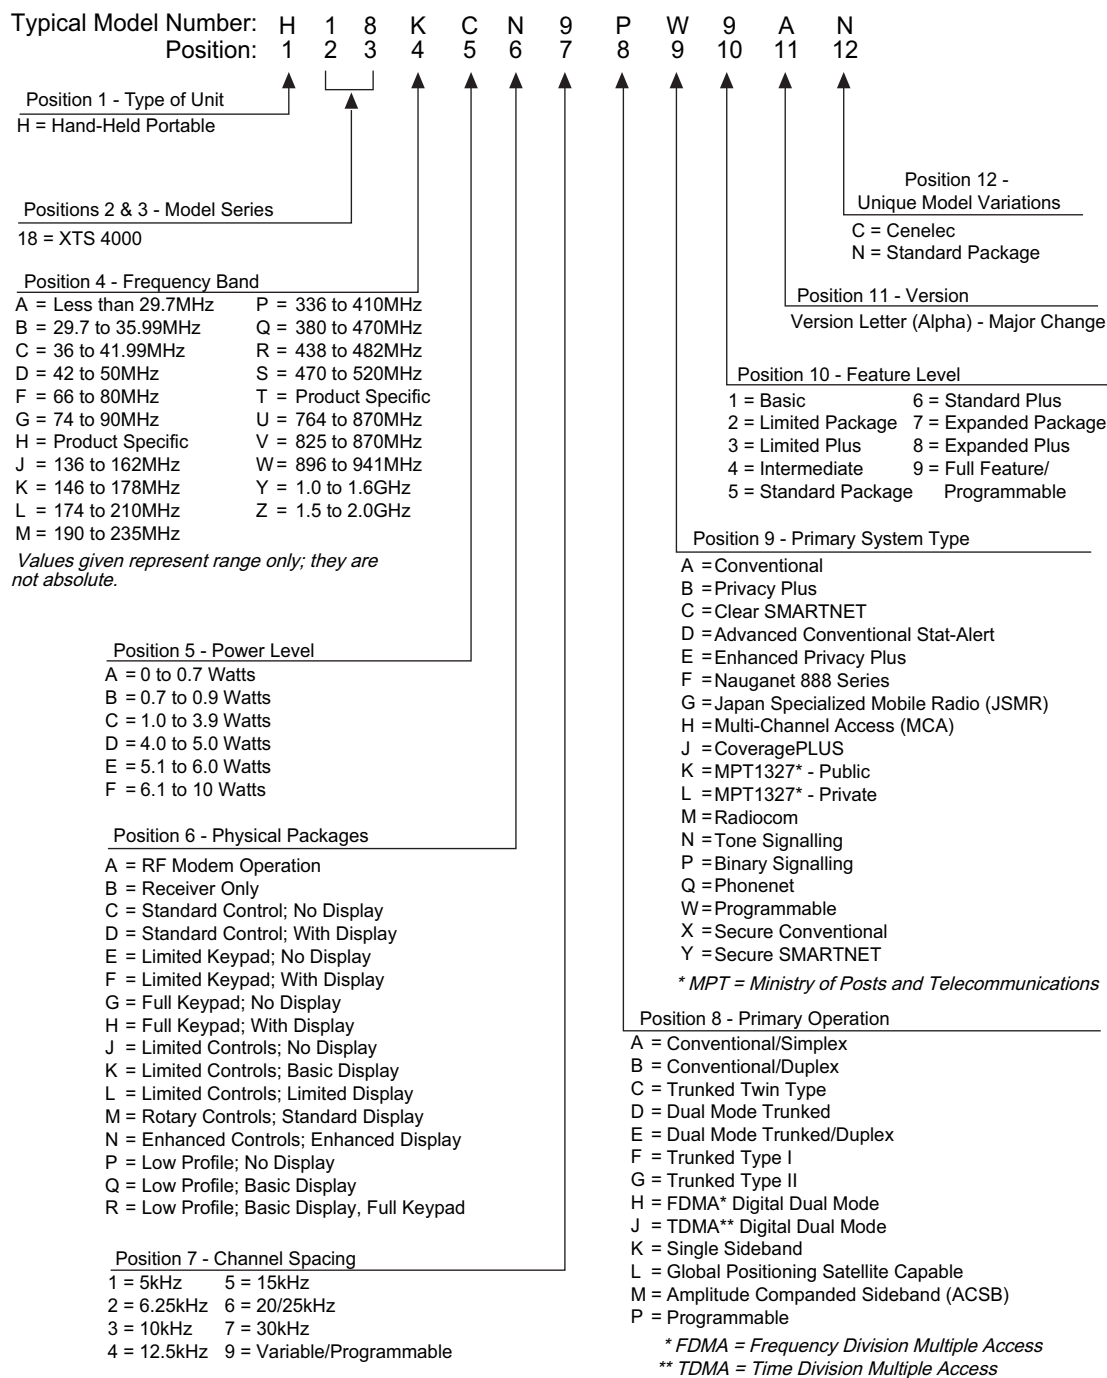 Typical Model Number: H 1 8 K C N 9 P W 9 A N
Position: 1 2 3 4 5 6 7 8 9 10 11 12
Position 1 - Type of Unit
H = Hand-Held Portable
Positions 2 & 3 - Model Series
18 = XTS 4000
Position 4 - Frequency Band
A = Less than 29.7MHz
B = 29.7 to 35.99MHz
C = 36 to 41.99MHz
D = 42 to 50MHz
F = 66 to 80MHz
G = 74 to 90MHz
H = Product Specific
J = 136 to 162MHz
K = 146 to 178MHz
L = 174 to 210MHz
M = 190 to 235MHz
P = 336 to 410MHz
Q = 380 to 470MHz
R = 438 to 482MHz
S = 470 to 520MHz
T = Product Specific
U = 764 to 870MHz
V = 825 to 870MHz
W = 896 to 941MHz
Y = 1.0 to 1.6GHz
Z = 1.5 to 2.0GHz
Values given represent range only; they are
not absolute.
Position 5 - Power Level
A = 0 to 0.7 Watts
B = 0.7 to 0.9 Watts
C = 1.0 to 3.9 Watts
D = 4.0 to 5.0 Watts
E = 5.1 to 6.0 Watts
F = 6.1 to 10 Watts
Position 6 - Physical Packages
A = RF Modem Operation
B = Receiver Only
C = Standard Control; No Display
D = Standard Control; With Display
E = Limited Keypad; No Display
F = Limited Keypad; With Display
G = Full Keypad; No Display
H = Full Keypad; With Display
J = Limited Controls; No Display
K = Limited Controls; Basic Display
L = Limited Controls; Limited Display
M = Rotary Controls; Standard Display
N = Enhanced Controls; Enhanced Display
P = Low Profile; No Display
Q = Low Profile; Basic Display
R = Low Profile; Basic Display, Full Keypad
Position 7 - Channel Spacing
1 = 5kHz
2 = 6.25kHz
3 = 10kHz
4 = 12.5kHz
5 = 15kHz
6 = 20/25kHz
7 = 30kHz
9 = Variable/Programmable
Position 12 -
Unique Model Variations
C = Cenelec
N = Standard Package
Position 11 - Version
Version Letter (Alpha) - Major Change
Position 10 - Feature Level
1 = Basic
2 = Limited Package
3 = Limited Plus
4 = Intermediate
5 = Standard Package
6 = Standard Plus
7 = Expanded Package
8 = Expanded Plus
9 = Full Feature/
Programmable
Position 9 - Primary System Type
A = Conventional
B = Privacy Plus
C = Clear SMARTNET
D = Advanced Conventional Stat-Alert
E = Enhanced Privacy Plus
F = Nauganet 888 Series
G = Japan Specialized Mobile Radio (JSMR)
H = Multi-Channel Access (MCA)
J = CoveragePLUS
K = MPT1327* - Public
L = MPT1327* - Private
M = Radiocom
N = Tone Signalling
P = Binary Signalling
Q = Phonenet
W = Programmable
X = Secure Conventional
Y = Secure SMARTNET
* MPT = Ministry of Posts and Telecommunications
Position 8 - Primary Operation
A = Conventional/Simplex
B = Conventional/Duplex
C = Trunked Twin Type
D = Dual Mode Trunked
E = Dual Mode Trunked/Duplex
F = Trunked Type I
G = Trunked Type II
H = FDMA* Digital Dual Mode
J = TDMA** Digital Dual Mode
K = Single Sideband
L = Global Positioning Satellite Capable
M = Amplitude Companded Sideband (ACSB)
P = Programmable
* FDMA = Frequency Division Multiple Access
** TDMA = Time Division Multiple Access